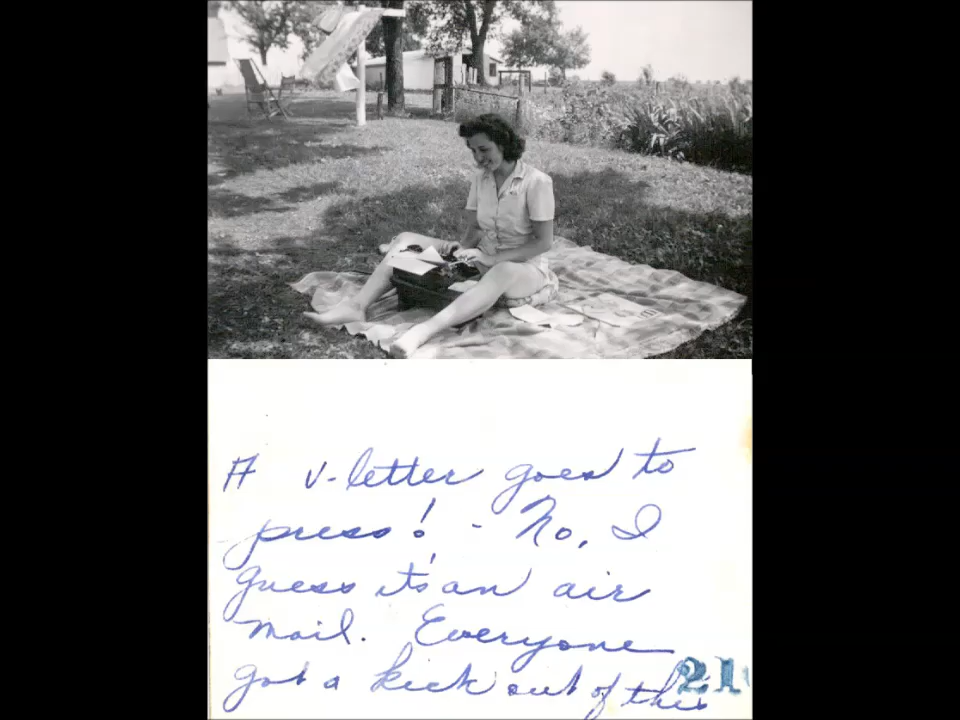 A v-letter goes to
press! - No, I
guess it's an air
mail. Everyone
got a kick out of this
21